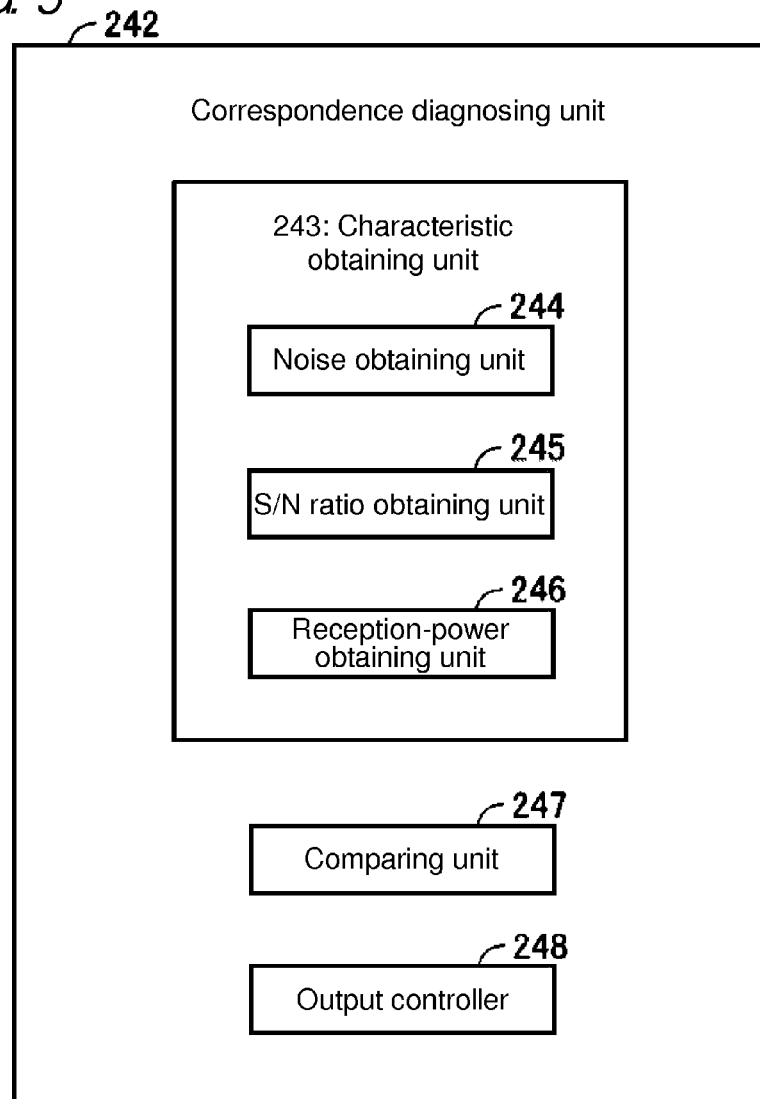 242
Correspondence diagnosing unit
243: Characteristic
obtaining unit
244
Noise obtaining unit
245
S/N ratio obtaining unit
246
Reception-power
obtaining unit
247
Comparing unit
248
Output controller